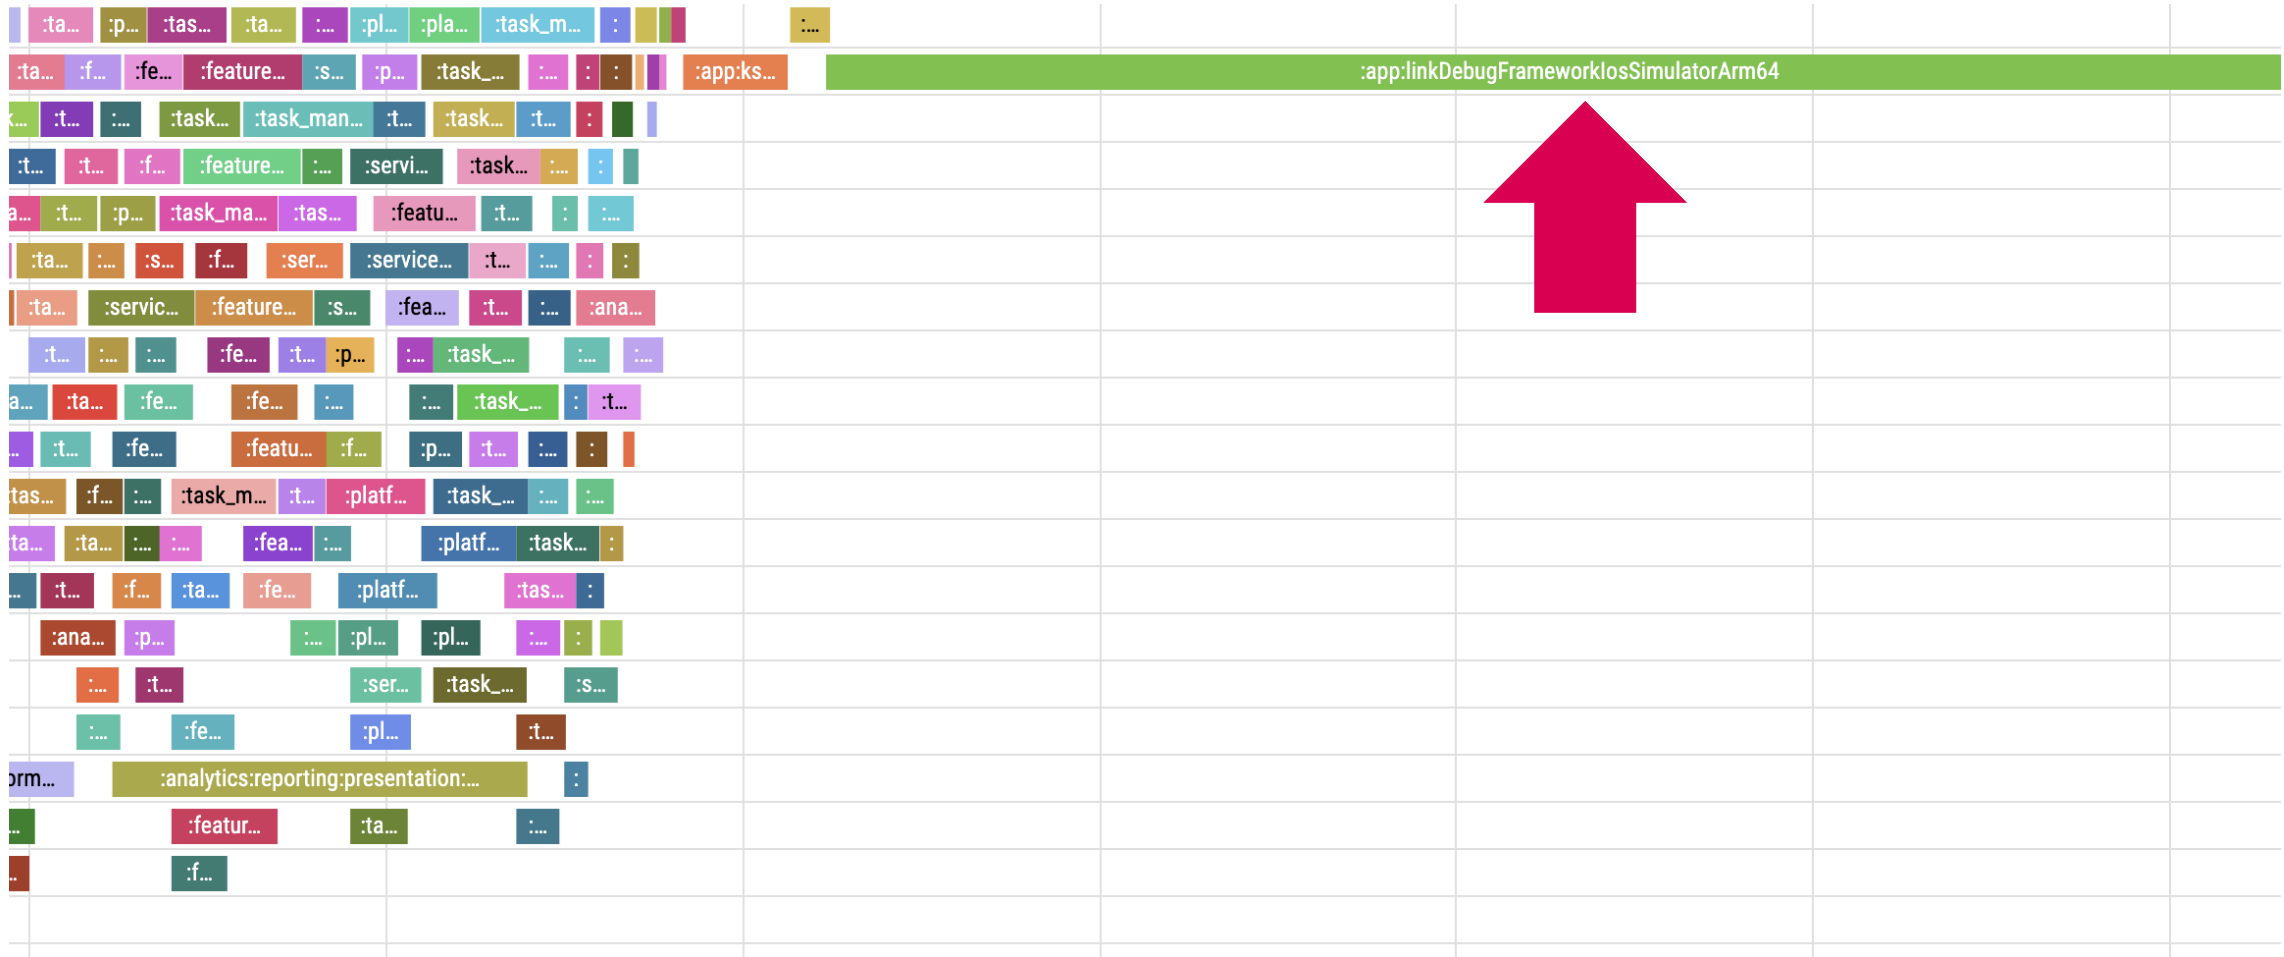 :ta... :p... :tas... :ta... :... :pl... :pla... :task_m... : :...
:ta... :f... :fe... :feature... :s... :p... :task_... :... : : :app:ks... :app:linkDebugFrameworkIosSimulatorArm64
... :t... :... :task... :task_man... :t... :task... :t... :
:t... :t... :f... :feature... :... :servi... :task... :... :
a... :t... :p... :task_ma... :tas... :featu... :t... : :...
:ta... :... :s... :f... :ser... :service... :t... :... : :
:ta... :servic... :feature... :s... :fea... :t... :... :ana...
:t... :... :... :fe... :t... :p... :... :task_... :... :...
a... :ta... :fe... :fe... :... :... :task_... : :t...
... :t... :fe... :featu... :f... :p... :t... :... :
:tas... :f... :... :task_m... :t... :platf... :task_... :... :...
:ta... :ta... :... :... :fea... :... :platf... :task... :
... :t... :f... :ta... :fe... :platf... :tas... :
:ana... :p... :... :pl... :pl... :... :
:... :t... :ser... :task_... :s...
:... :fe... :pl... :t...
orm... :analytics:reporting:presentation:... :
... :featur... :ta... :...
.. :f...